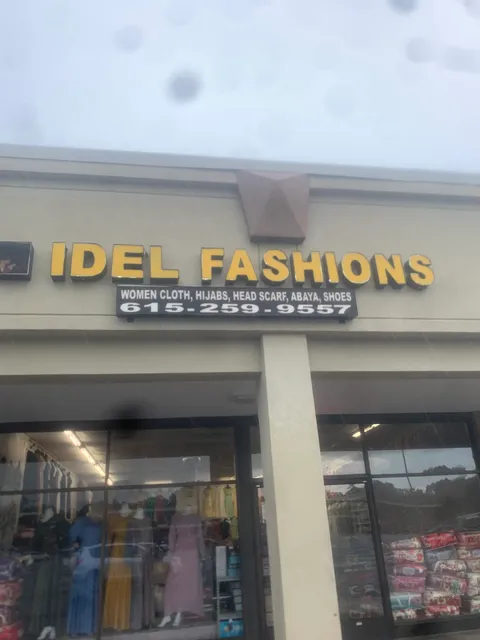 IDEL FASHIONS
WOMEN CLOTH, HIJABS, HEAD SCARF, ABAYA, SHOES
615-259-9557